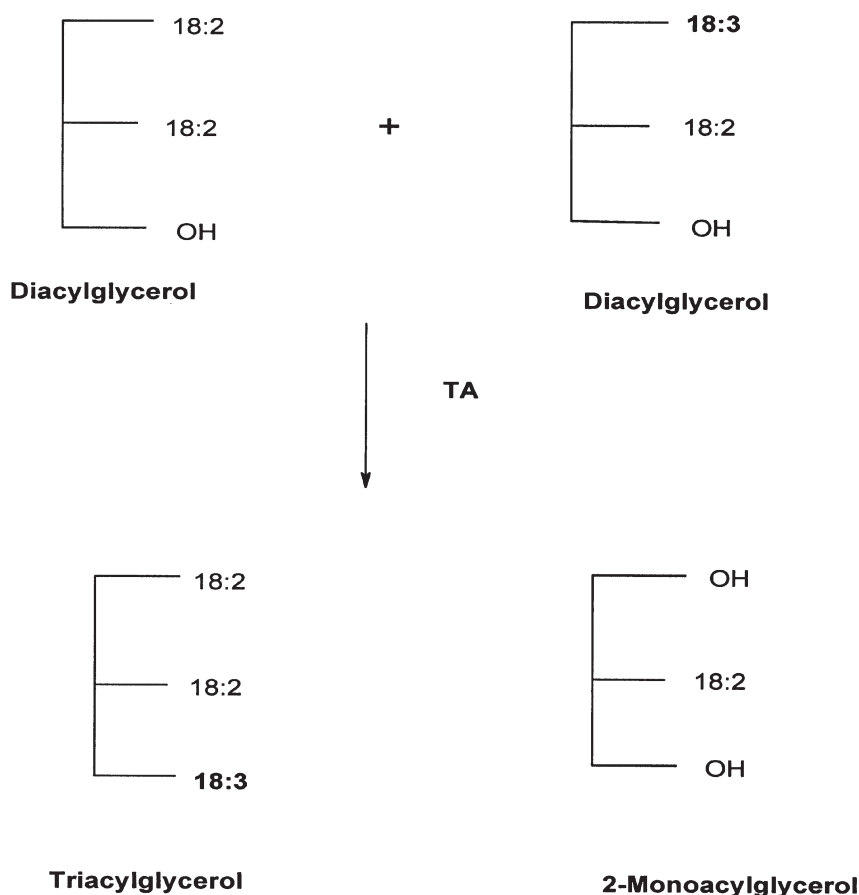 18:2
18:3
18:2
+
18:2
OH
OH
Diacylglycerol
Diacylglycerol
TA
18:2
OH
18:2
18:2
18:3
OH
Triacylglycerol
2-Monoacylglycerol